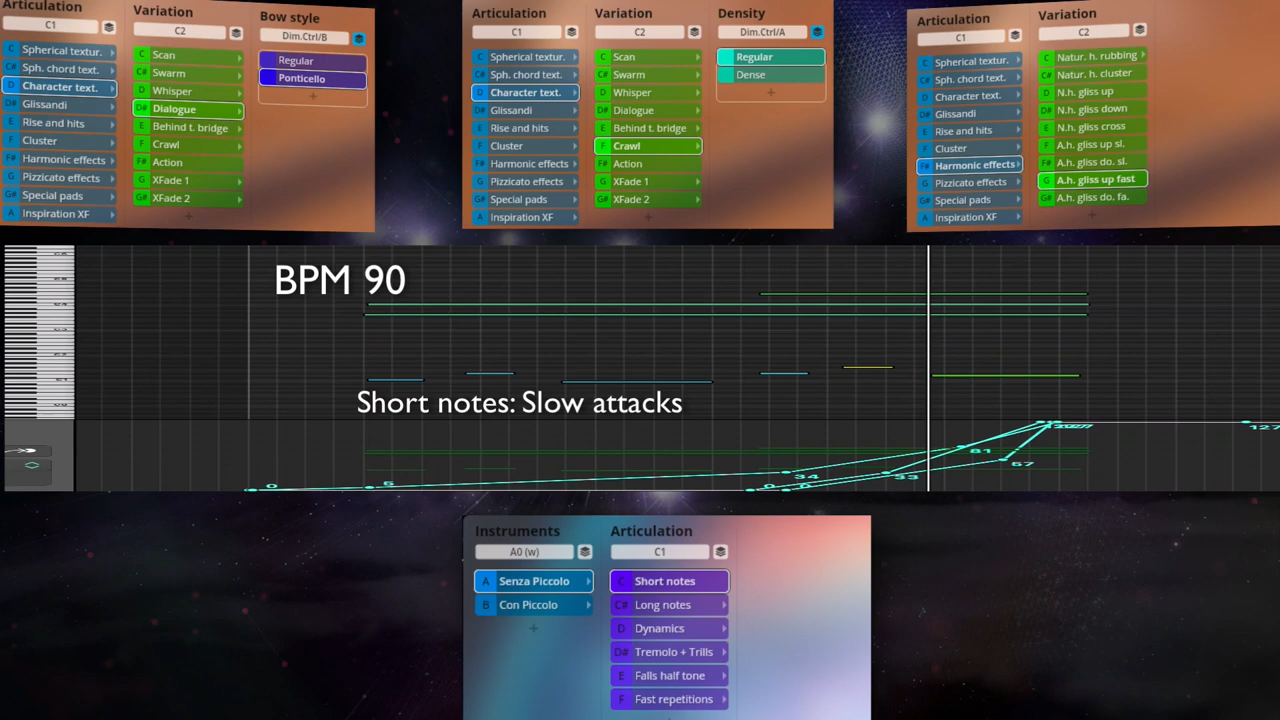 Articulation
C1
C Spherical textur.
C# Sph. chord text.
D Character text.
D# Glissandi
E Rise and hits
F Cluster
F# Harmonic effects
G Pizzicato effects
G# Special pads
A Inspiration XF
Variation
C2
C Scan
C# Swarm
D Whisper
D# Dialogue
E Behind t. bridge
F Crawl
F# Action
G XFade 1
G# XFade 2
+
Bow style
Dim.Ctrl/B
Regular
Ponticello
+
Articulation
C1
C Spherical textur.
C# Sph. chord text.
D Character text.
D# Glissandi
E Rise and hits
F Cluster
F# Harmonic effects
G Pizzicato effects
G# Special pads
A Inspiration XF
Variation
C2
C Scan
C# Swarm
D Whisper
D# Dialogue
E Behind t. bridge
F Crawl
F# Action
G XFade 1
G# XFade 2
+
Density
Dim.Ctrl/A
Regular
Dense
+
Articulation
C1
C Spherical textur.
C# Sph. chord text.
D Character text.
D# Glissandi
E Rise and hits
F Cluster
F# Harmonic effects
G Pizzicato effects
G# Special pads
A Inspiration XF
Variation
C2
C Natur. h. rubbing
C# Natur. h. cluster
D N.h. gliss up
D# N.h. gliss down
E N.h. gliss cross
F A.h. gliss up sl.
F# A.h. gliss do. sl.
G A.h. gliss up fast
G# A.h. gliss do. fa.
+
BPM 90
Short notes: Slow attacks
0
5
34
33
81
57
127
Instruments
A0 (w)
A Senza Piccolo
B Con Piccolo
+
Articulation
C1
C Short notes
C# Long notes
D Dynamics
D# Tremolo + Trills
E Falls half tone
F Fast repetitions